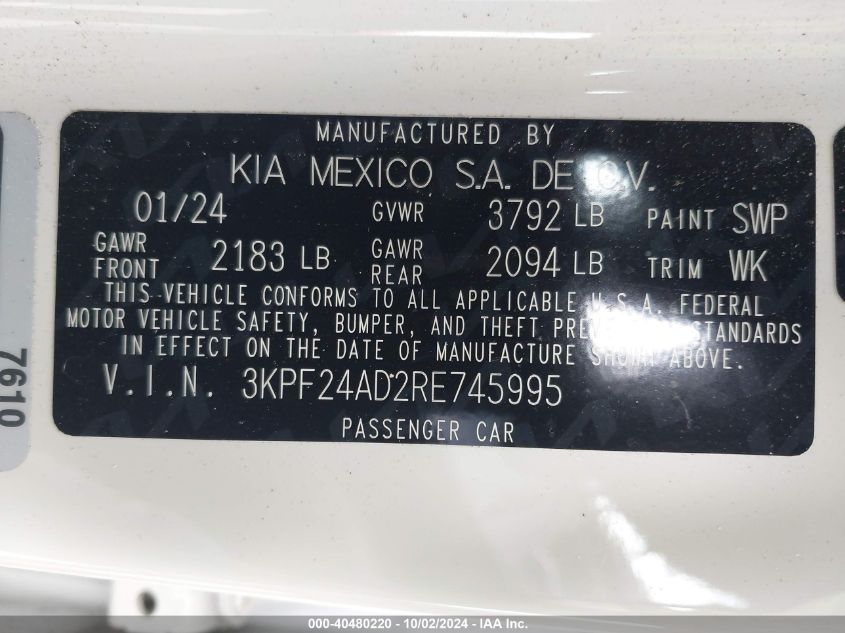 MANUFACTURED BY
KIA MEXICO S.A. DE C.V.
01/24 GVWR 3792 LB PAINT SWP
GAWR FRONT 2183 LB GAWR REAR 2094 LB TRIM WK
THIS VEHICLE CONFORMS TO ALL APPLICABLE U.S.A. FEDERAL
MOTOR VEHICLE SAFETY, BUMPER, AND THEFT PREVENTION STANDARDS
IN EFFECT ON THE DATE OF MANUFACTURE SHOWN ABOVE.
V.I.N. 3KPF24AD2RE745995
PASSENGER CAR
7610
000-40480220 - 10/02/2024 - IAA Inc.